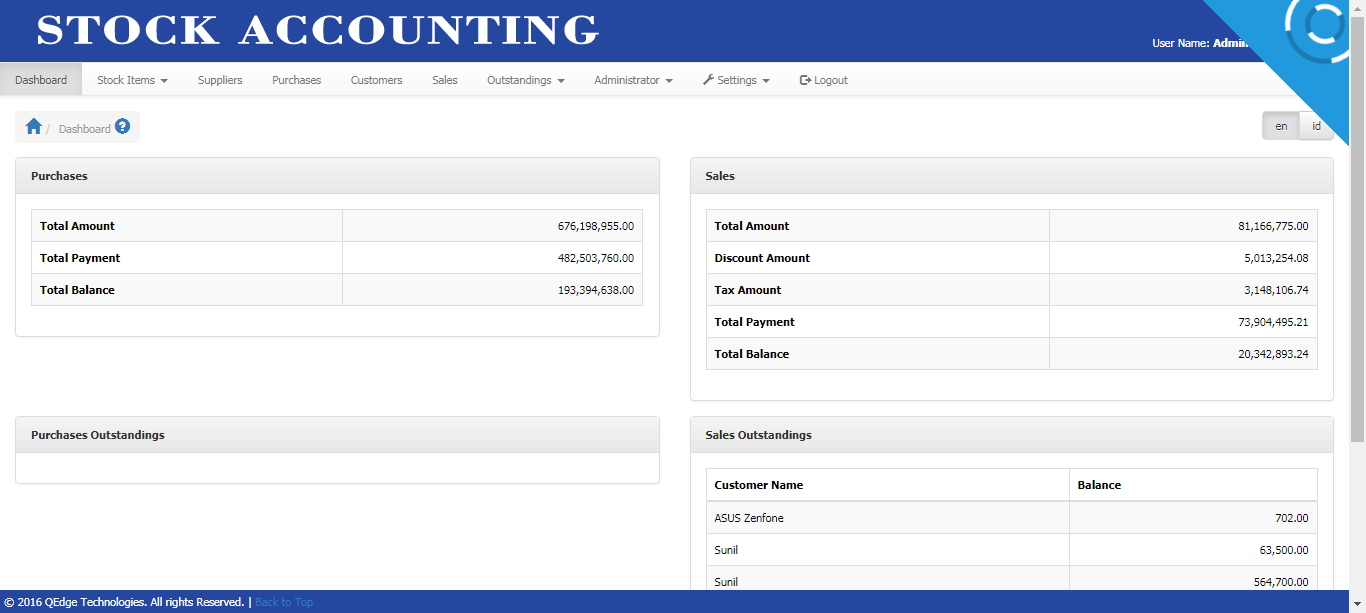 STOCK ACCOUNTING
User Name: Admin
Dashboard Stock Items Suppliers Purchases Customers Sales Outstandings Administrator Settings Logout
/ Dashboard ?
en id
Purchases
Total Amount 676,198,955.00
Total Payment 482,503,760.00
Total Balance 193,394,638.00
Sales
Total Amount 81,166,775.00
Discount Amount 5,013,254.08
Tax Amount 3,148,106.74
Total Payment 73,904,495.21
Total Balance 20,342,893.24
Purchases Outstandings
Sales Outstandings
Customer Name Balance
ASUS Zenfone 702.00
Sunil 63,500.00
Sunil 564,700.00
© 2016 QEdge Technologies. All rights Reserved. | Back to Top